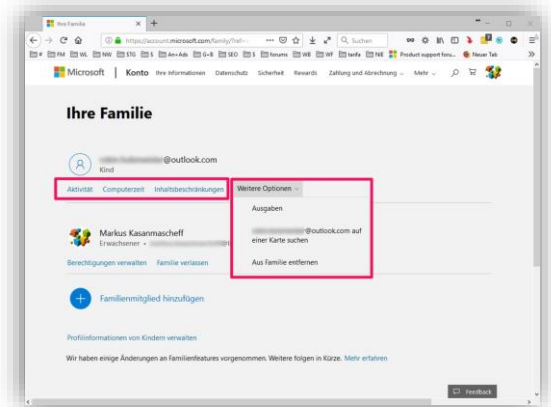 Ihre Familie
https://account.microsoft.com/family/?ref=
Suchen
FM WL NW STG S An+Ads G+B SEO S forums WB WF tarifa NIE Product support foru... Neuer Tab
Microsoft | Konto Ihre Informationen Datenschutz Sicherheit Rewards Zahlung und Abrechnung Mehr
Ihre Familie
@outlook.com
Kind
Aktivität Computerzeit Inhaltsbeschränkungen Weitere Optionen
Ausgaben
@outlook.com auf
einer Karte suchen
Aus Familie entfernen
Markus Kasanmascheff
Erwachsener •
Berechtigungen verwalten Familie verlassen
Familienmitglied hinzufügen
Profilinformationen von Kindern verwalten
Wir haben einige Änderungen an Familienfeatures vorgenommen. Weitere folgen in Kürze. Mehr erfahren
Feedback